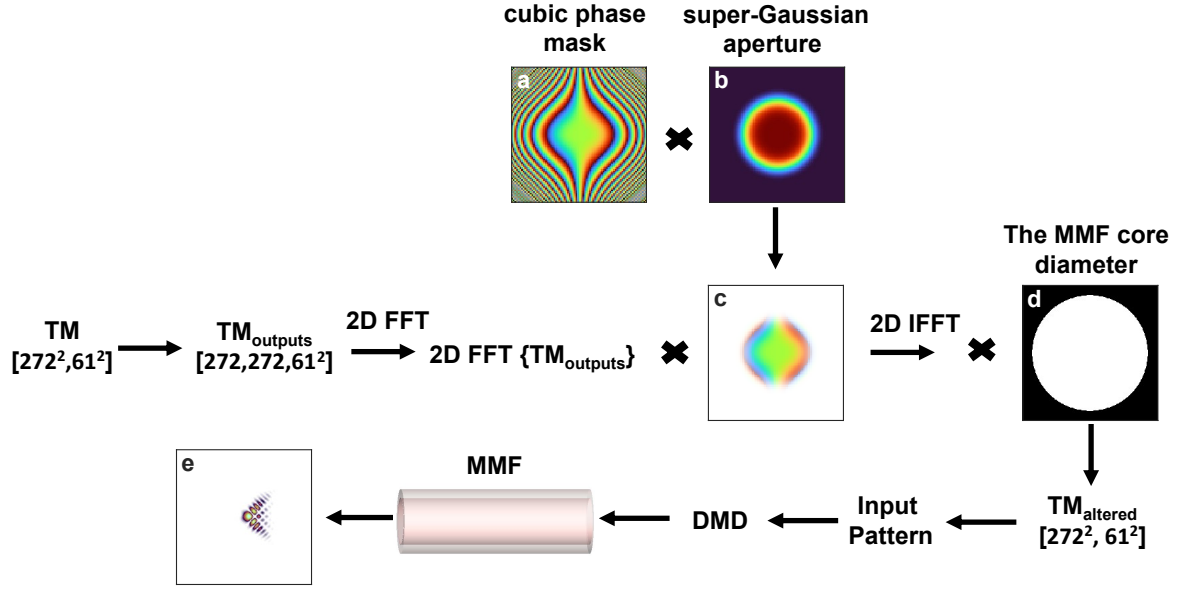 cubic phase
mask
super-Gaussian
aperture
a
b
The MMF core
diameter
TM
[272²,61²]
TMoutputs
[272,272,61²]
2D FFT
2D FFT {TMoutputs}
c
2D IFFT
d
e
MMF
DMD
Input
Pattern
TMaltered
[272², 61²]